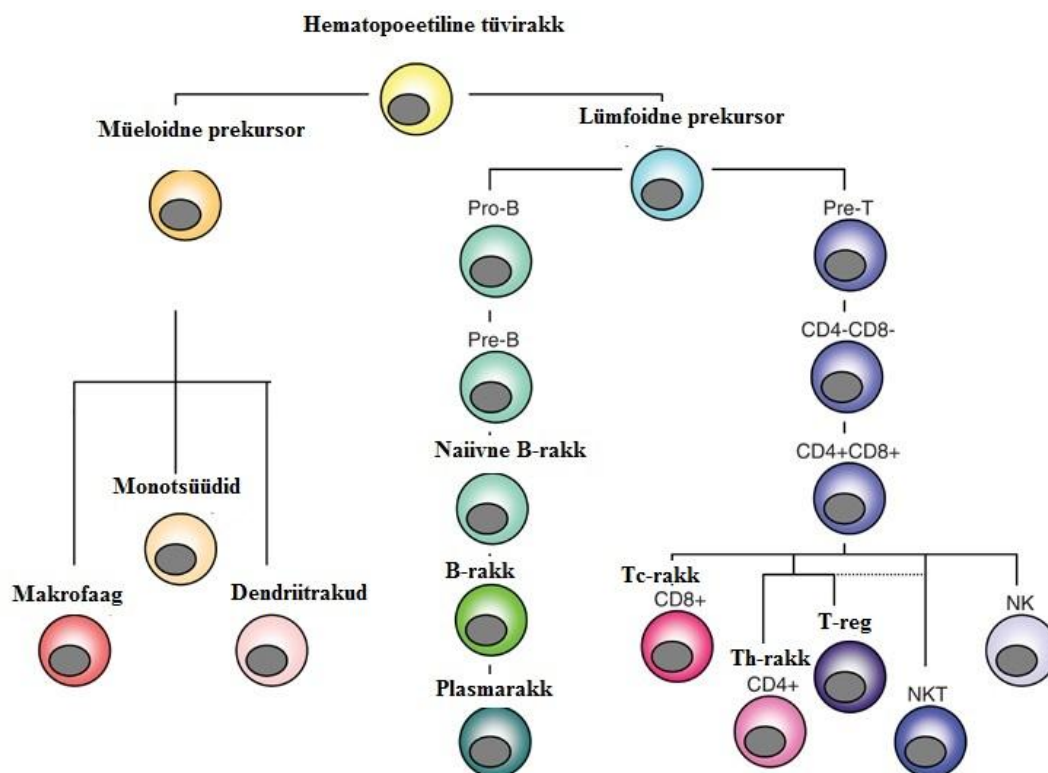 Hematopoeetiline tüvirakk
Müeloidne prekursor
Lümfoidne prekursor
Pro-B
Pre-T
Pre-B
CD4-CD8-
Naiivne B-rakk
CD4+CD8+
Monotsüüdid
Makrofaag
Dendriitrakud
B-rakk
Tc-rakk
CD8+
NK
T-reg
Th-rakk
CD4+
Plasmarakk
NKT